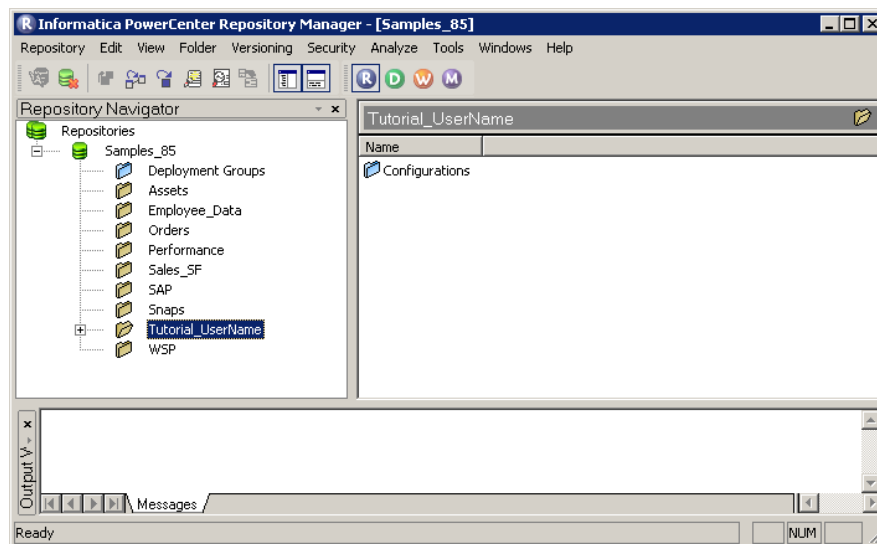 R Informatica PowerCenter Repository Manager - [Samples_85]
Repository Edit View Folder Versioning Security Analyze Tools Windows Help
R D W M
Repository Navigator
Repositories
Samples_85
Deployment Groups
Assets
Employee_Data
Orders
Performance
Sales_SF
SAP
Snaps
Tutorial_UserName
WSP
Tutorial_UserName
Name
Configurations
Output V
Messages
Ready
NUM